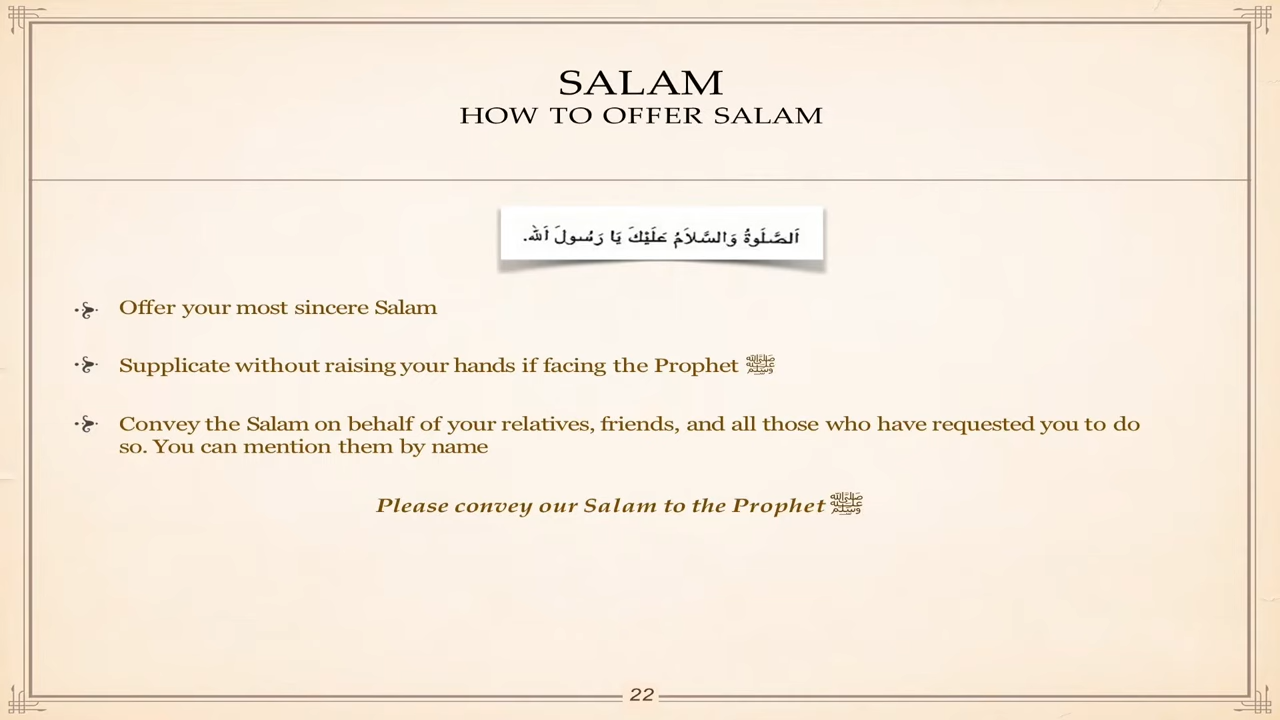 SALAM
HOW TO OFFER SALAM
اَلصَّلَوةُ وَالسَّلاَمُ عَلَيْكَ يَا رَسُولَ اَللّٰه.
Offer your most sincere Salam
Supplicate without raising your hands if facing the Prophet ﷺ
Convey the Salam on behalf of your relatives, friends, and all those who have requested you to do
so. You can mention them by name
Please convey our Salam to the Prophet ﷺ
22